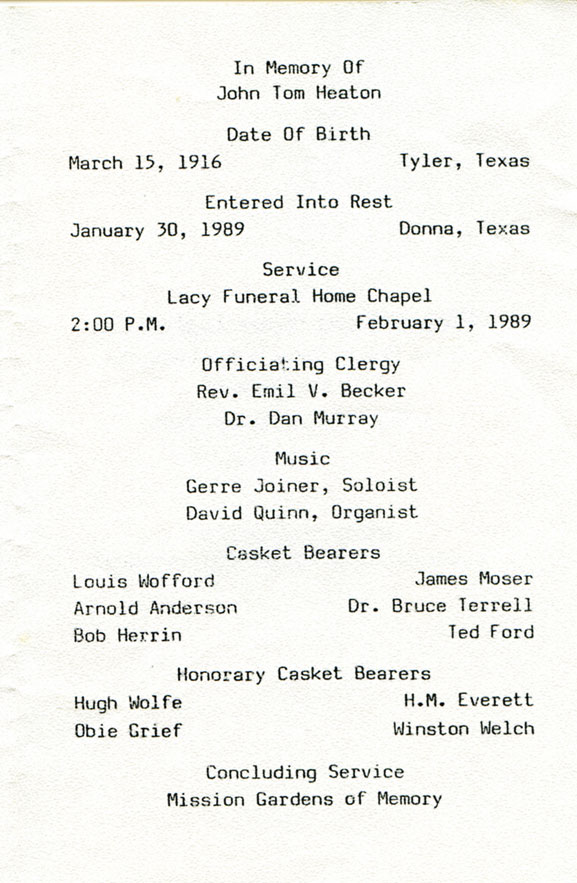 In Memory Of
John Tom Heaton
Date Of Birth
March 15, 1916 Tyler, Texas
Entered Into Rest
January 30, 1989 Donna, Texas
Service
Lacy Funeral Home Chapel
2:00 P.M. February 1, 1989
Officiating Clergy
Rev. Emil V. Becker
Dr. Dan Murray
Music
Gerre Joiner, Soloist
David Quinn, Organist
Casket Bearers
Louis Wofford James Moser
Arnold Anderson Dr. Bruce Terrell
Bob Herrin Ted Ford
Honorary Casket Bearers
Hugh Wolfe H.M. Everett
Obie Grief Winston Welch
Concluding Service
Mission Gardens of Memory